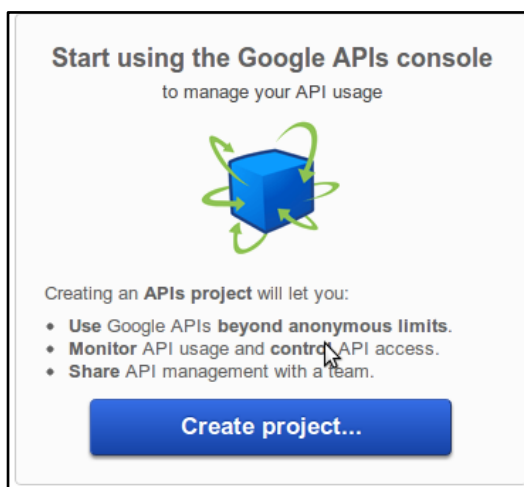 Start using the Google APIs console
to manage your API usage
Creating an APIs project will let you:
Use Google APIs beyond anonymous limits.
Monitor API usage and control API access.
Share API management with a team.
Create project...